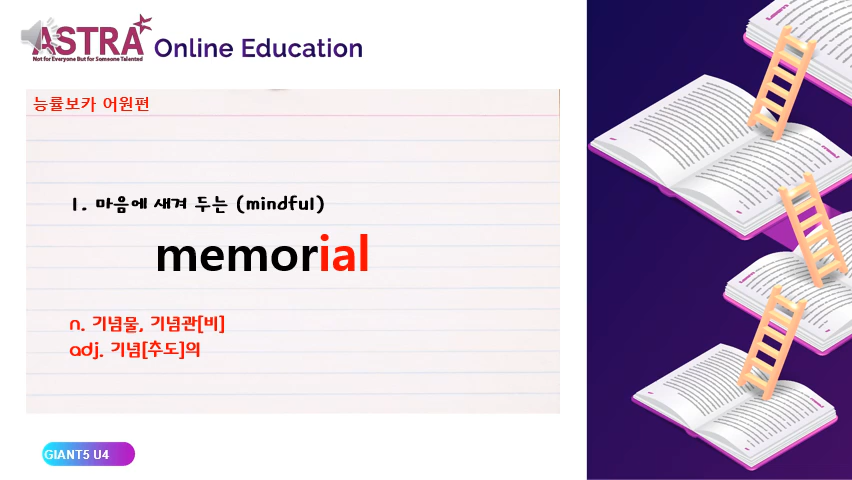 ASTRA
Not for Everyone But for Someone Talented
Online Education
능률보카 어원편
1. 마음에 새겨 두는 (mindful)
memorial
n. 기념물, 기념관[비]
adj. 기념[추도]의
GIANT5 U4